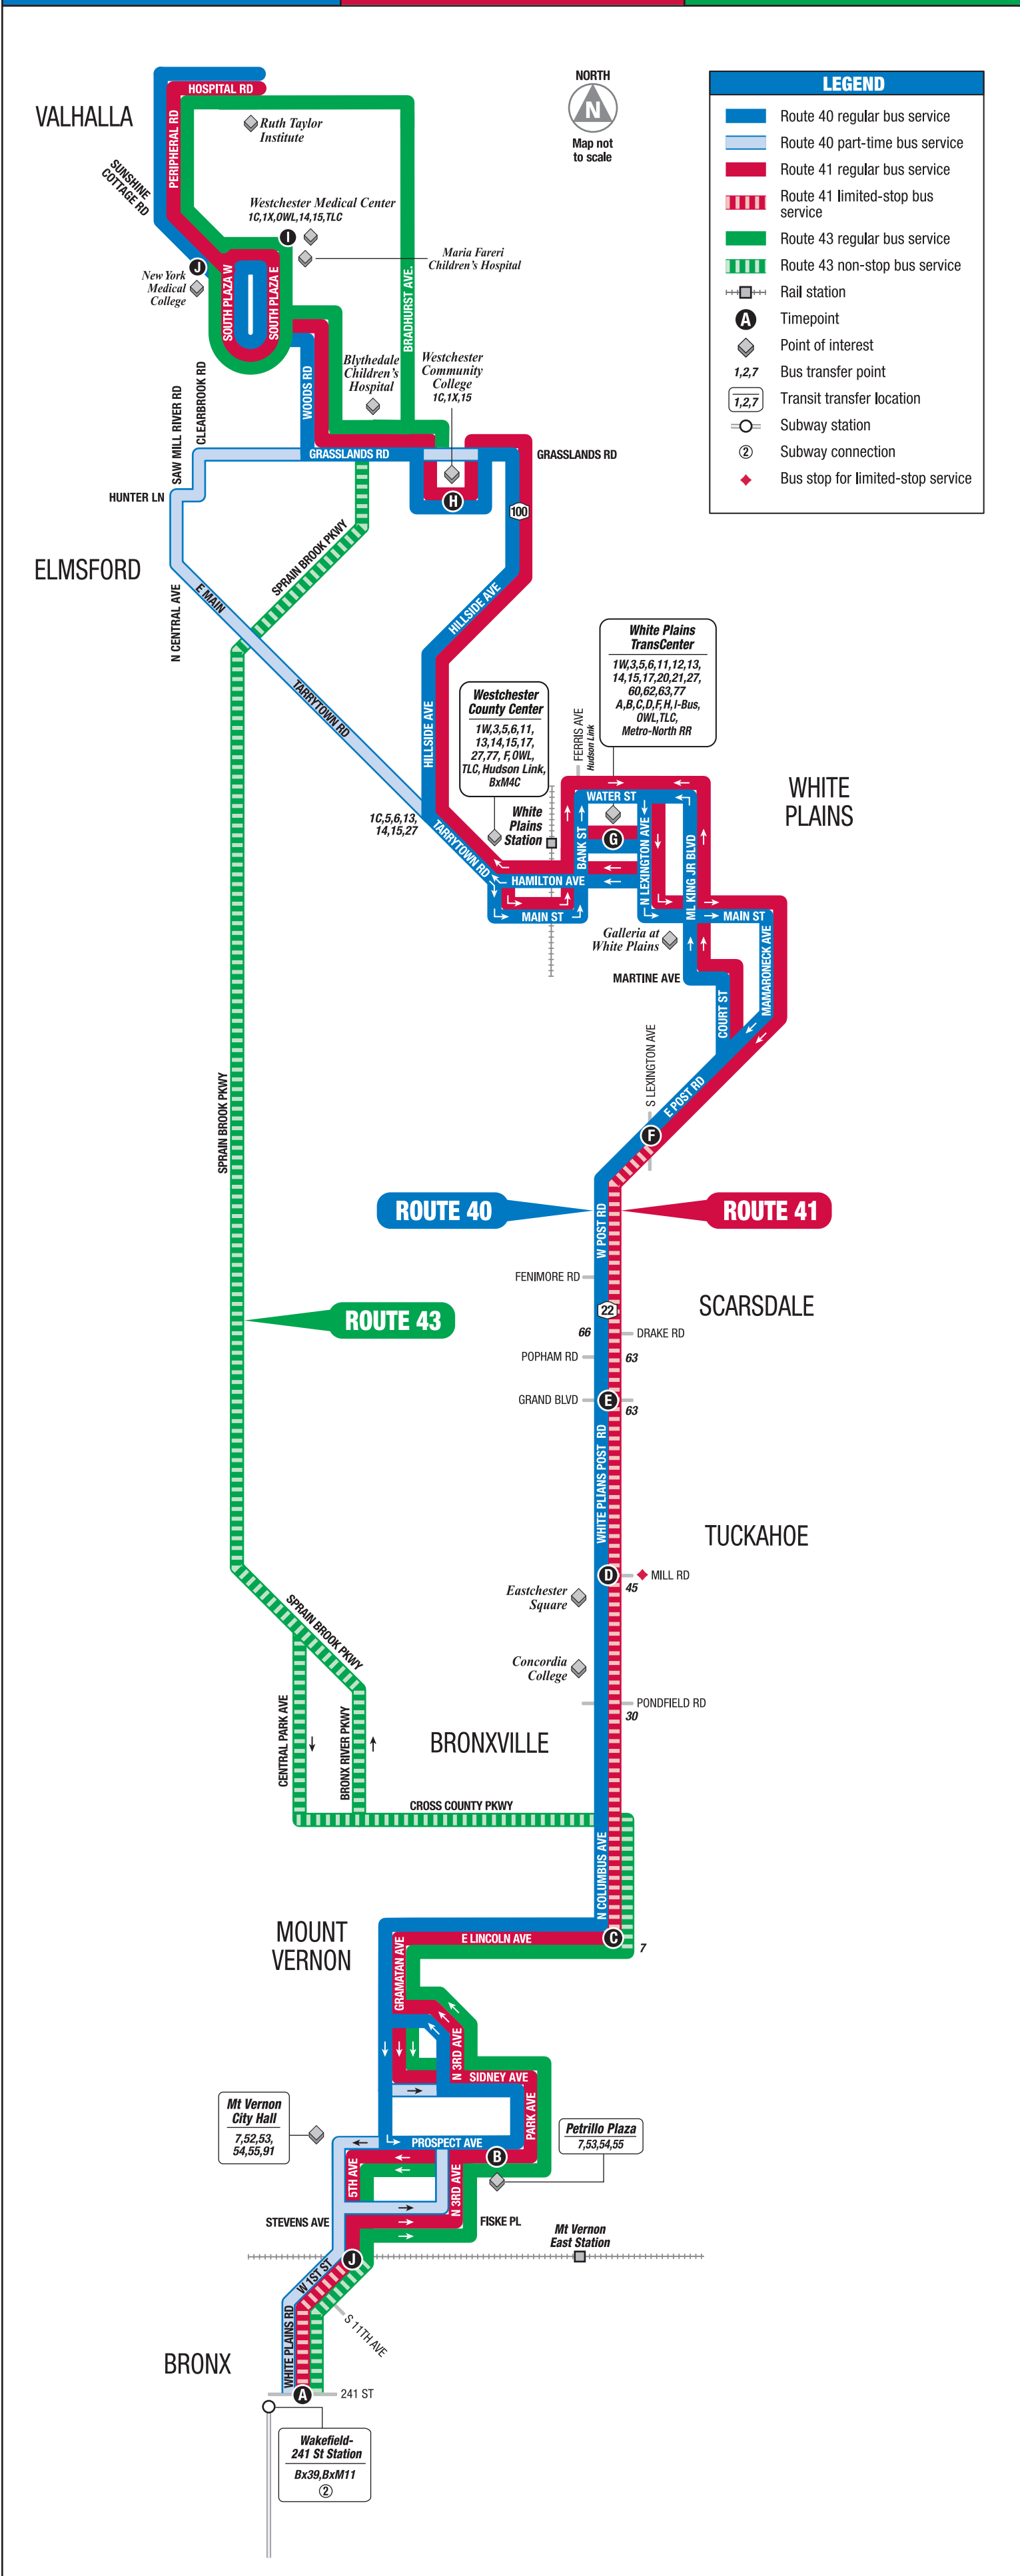 NORTH
N
Map not
to scale
LEGEND
Route 40 regular bus service
Route 40 part-time bus service
Route 41 regular bus service
Route 41 limited-stop bus
service
Route 43 regular bus service
Route 43 non-stop bus service
Rail station
A
Timepoint
Point of interest
1,2,7
Bus transfer point
1,2,7
Transit transfer location
Subway station
2
Subway connection
Bus stop for limited-stop service
VALHALLA
HOSPITAL RD
PERIPHERAL RD
SUNSHINE
COTTAGE RD
Ruth Taylor
Institute
Westchester Medical Center
1C,1X,OWL,14,15,TLC
I
Maria Fareri
Children's Hospital
J
New York
Medical
College
SOUTH PLAZA W
SOUTH PLAZA E
BRADHURST AVE.
WOODS RD
Blythedale
Children's
Hospital
Westchester
Community
College
1C,1X,15
CLEARBROOK RD
SAW MILL RIVER RD
GRASSLANDS RD
GRASSLANDS RD
HUNTER LN
H
100
ELMSFORD
SPRAIN BROOK PKWY
N CENTRAL AVE
E MAIN
HILLSIDE AVE
TARRYTOWN RD
HILLSIDE AVE
Westchester
County Center
1W,3,5,6,11,
13,14,15,17,
27,77, F,OWL,
TLC,Hudson Link,
BxM4C
White Plains
TransCenter
1W,3,5,6,11,12,13,
14,15,17,20,21,27,
60,62,63,77
A,B,C,D,F,H,I-Bus,
OWL,TLC,
Metro-North RR
FERRIS AVE
Hudson Link
WHITE
PLAINS
1C,5,6,13,
14,15,27
TARRYTOWN RD
White
Plains
Station
WATER ST
BANK ST
G
N LEXINGTON AVE
ML KING JR BLVD
HAMILTON AVE
MAIN ST
MAIN ST
Galleria at
White Plains
MARTINE AVE
COURT ST
MAMARONECK AVE
S LEXINGTON AVE
E POST RD
F
SPRAIN BROOK PKWY
ROUTE 40
ROUTE 41
W POST RD
FENIMORE RD
22
SCARSDALE
ROUTE 43
66
DRAKE RD
POPHAM RD
63
GRAND BLVD
E
63
WHITE PLIANS POST RD
TUCKAHOE
D
MILL RD
45
Eastchester
Square
SPRAIN BROOK PKWY
Concordia
College
PONDFIELD RD
30
CENTRAL PARK AVE
BRONX RIVER PKWY
BRONXVILLE
CROSS COUNTY PKWY
N COLUMBUS AVE
MOUNT
VERNON
E LINCOLN AVE
C
7
GRAMATAN AVE
N 3RD AVE
SIDNEY AVE
PARK AVE
Mt Vernon
City Hall
7,52,53,
54,55,91
Petrillo Plaza
7,53,54,55
PROSPECT AVE
B
5TH AVE
N 3RD AVE
STEVENS AVE
FISKE PL
Mt Vernon
East Station
J
W 1ST ST
S 11TH AVE
WHITE PLAINS RD
BRONX
A
241 ST
Wakefield-
241 St Station
Bx39,BxM11
2